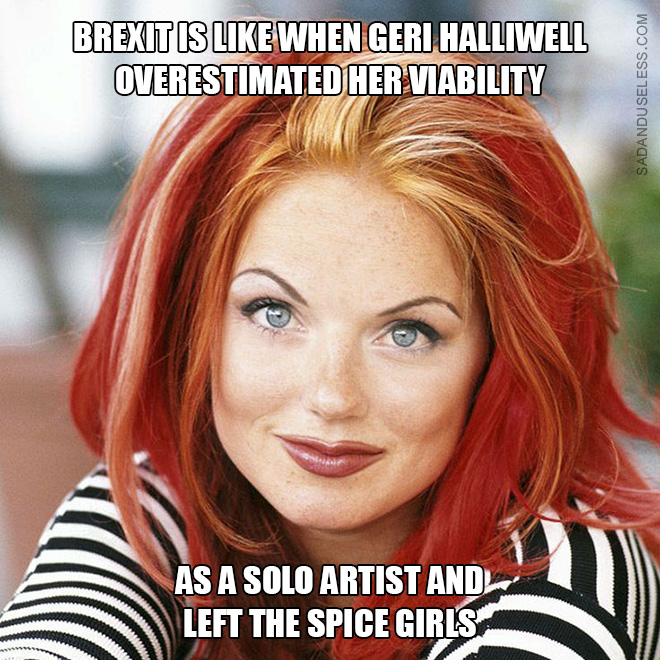 BREXIT IS LIKE WHEN GERI HALLIWELL
OVERESTIMATED HER VIABILITY
SADANDUSELESS.COM
AS A SOLO ARTIST AND
LEFT THE SPICE GIRLS